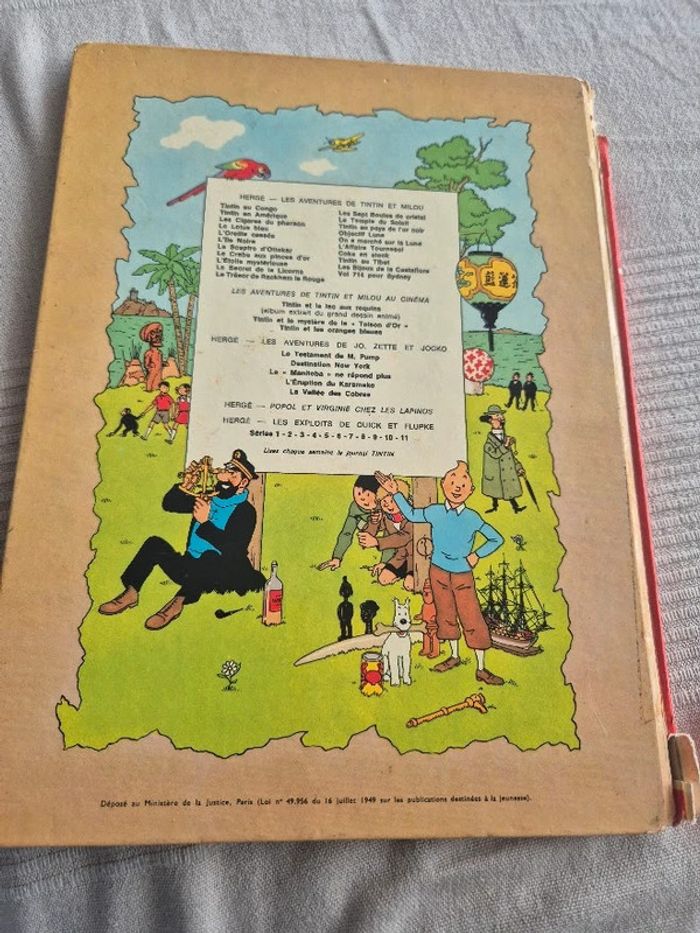 HERGÉ — LES AVENTURES DE TINTIN ET MILOU
Tintin au Congo
Tintin en Amérique
Les Cigares du pharaon
Le Lotus bleu
L'Oreille cassée
L'Ile Noire
Le Sceptre d'Ottokar
Le Crabe aux pinces d'or
L'Étoile mystérieuse
Le Secret de la Licorne
Le Trésor de Rackham le Rouge
Les Sept Boules de cristal
Le Temple du Soleil
Tintin au pays de l'or noir
Objectif Lune
On a marché sur la Lune
L'Affaire Tournesol
Coke en stock
Tintin au Tibet
Les Bijoux de la Castafiore
Vol 714 pour Sydney
LES AVENTURES DE TINTIN ET MILOU AU CINÉMA
Tintin et le lac aux requins
(album extrait du grand dessin animé)
Tintin et le mystère de la « Toison d'Or »
Tintin et les oranges bleues
HERGÉ — LES AVENTURES DE JO, ZETTE ET JOCKO
Le Testament de M. Pump
Destination New York
Le « Manitoba » ne répond plus
L'Éruption du Karamako
La Vallée des Cobras
HERGÉ — POPOL ET VIRGINIE CHEZ LES LAPINOS
HERGÉ — LES EXPLOITS DE QUICK ET FLUPKE
Séries 1 - 2 - 3 - 4 - 5 - 6 - 7 - 8 - 9 - 10 - 11
Lisez chaque semaine le journal TINTIN
Déposé au Ministère de la Justice, Paris (Loi n° 49.956 du 16 juillet 1949 sur les publications destinées à la jeunesse).